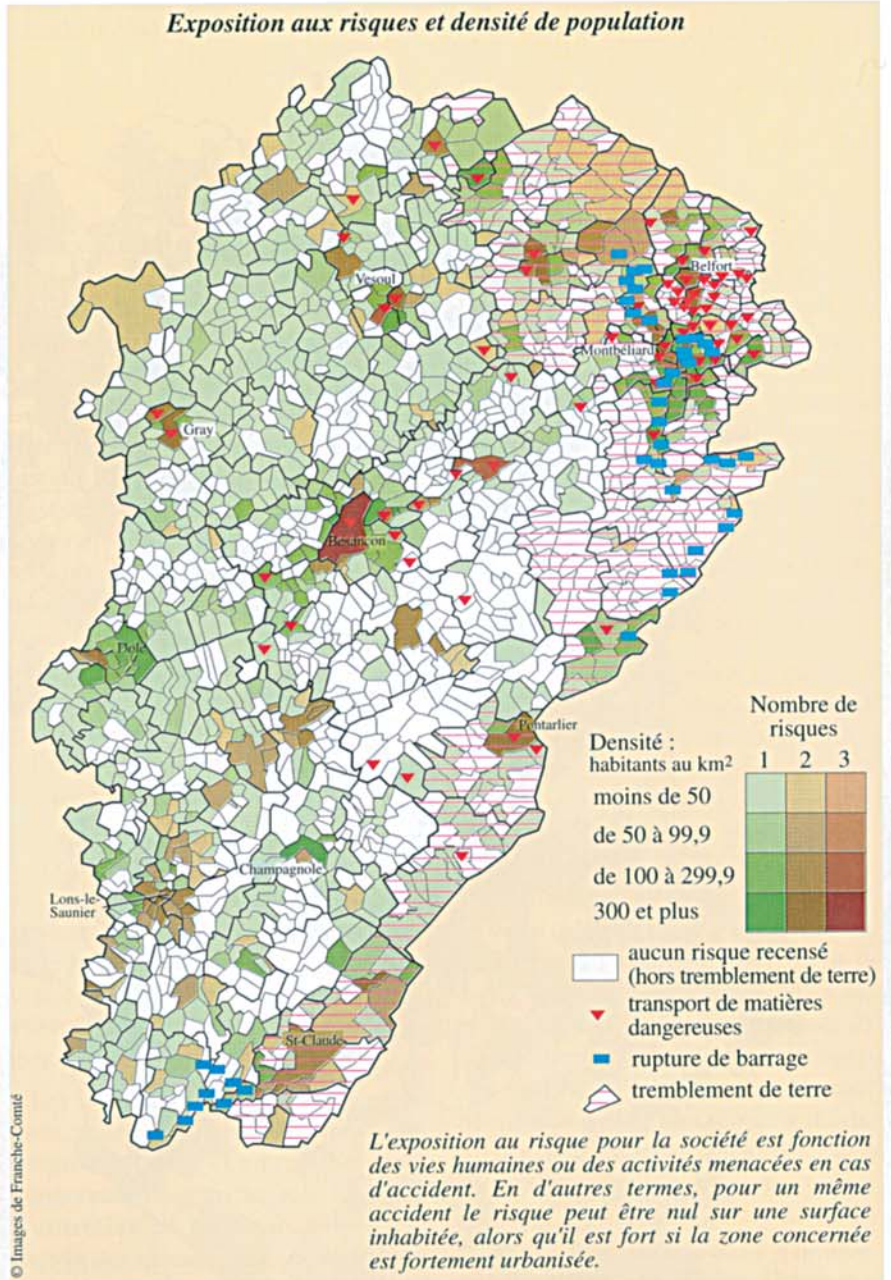 Exposition aux risques et densité de population
Vesoul
Belfort
Montbéliard
Gray
Besançon
Dole
Pontarlier
Champagnole
Lons-le-
Saunier
St-Claude
Nombre de
risques
Densité :
habitants au km²
1 2 3
moins de 50
de 50 à 99,9
de 100 à 299,9
300 et plus
aucun risque recensé
(hors tremblement de terre)
transport de matières
dangereuses
rupture de barrage
tremblement de terre
L'exposition au risque pour la société est fonction
des vies humaines ou des activités menacées en cas
d'accident. En d'autres termes, pour un même
accident le risque peut être nul sur une surface
inhabitée, alors qu'il est fort si la zone concernée
est fortement urbanisée.
© Images de Franche-Comté